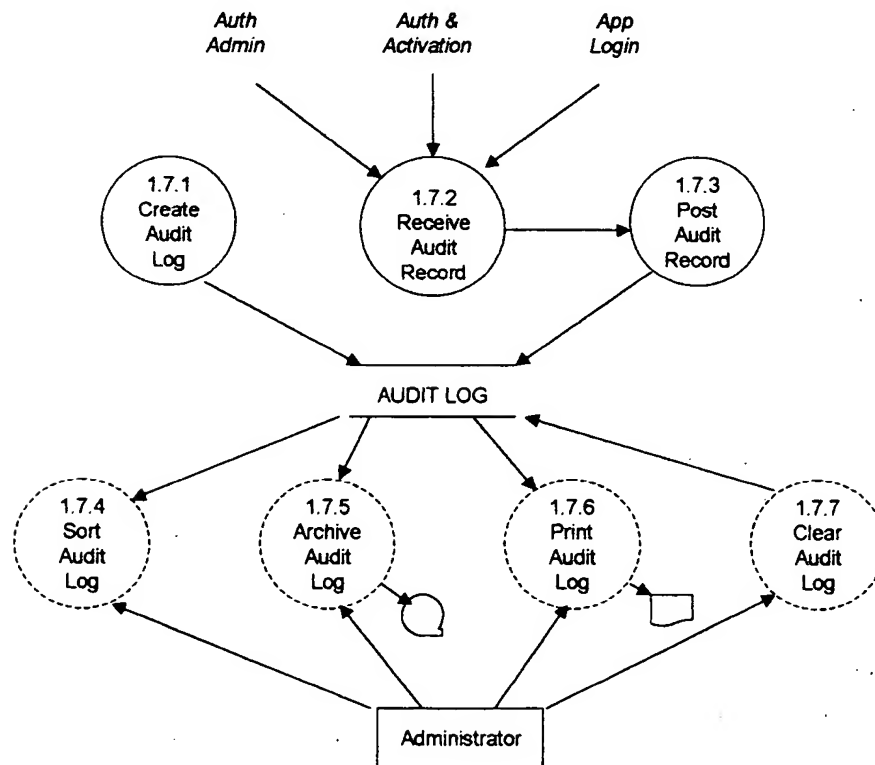 Auth
Admin
Auth &
Activation
App
Login
1.7.1
Create
Audit
Log
1.7.2
Receive
Audit
Record
1.7.3
Post
Audit
Record
AUDIT LOG
1.7.4
Sort
Audit
Log
1.7.5
Archive
Audit
Log
1.7.6
Print
Audit
Log
1.7.7
Clear
Audit
Log
Administrator